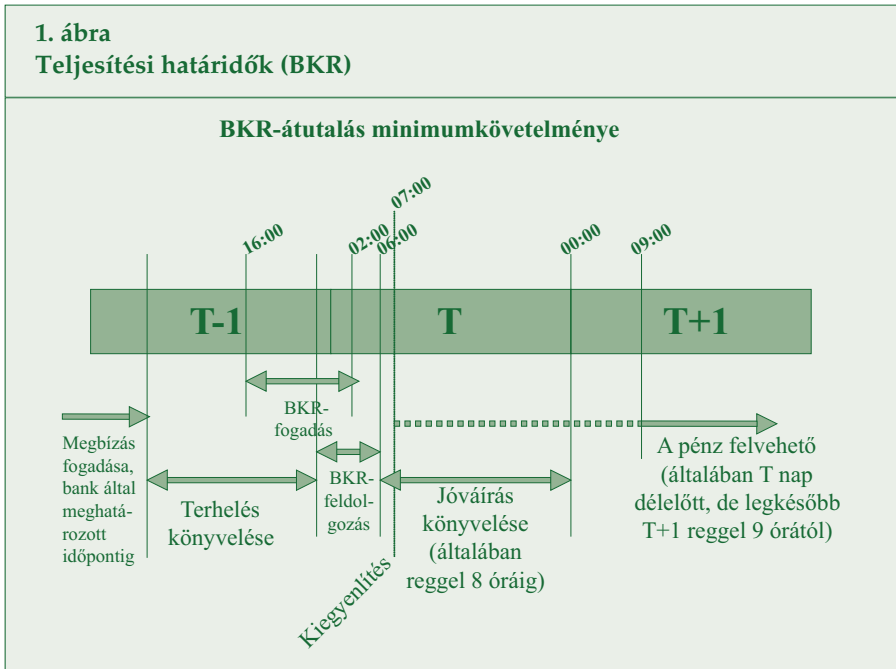 1. ábra
Teljesítési határidők (BKR)
BKR-átutalás minimumkövetelménye
07:00
16:00
02:00
06:00
00:00
09:00
T-1
T
T+1
BKR-
fogadás
Megbízás
fogadása,
bank által
meghatá-
rozott
időpontig
Terhelés
könyvelése
BKR-
feldol-
gozás
Jóváírás
könyvelése
(általában
reggel 8 óráig)
A pénz felvehető
(általában T nap
délelőtt, de legkésőbb
T+1 reggel 9 órától)
Kiegyenlítés